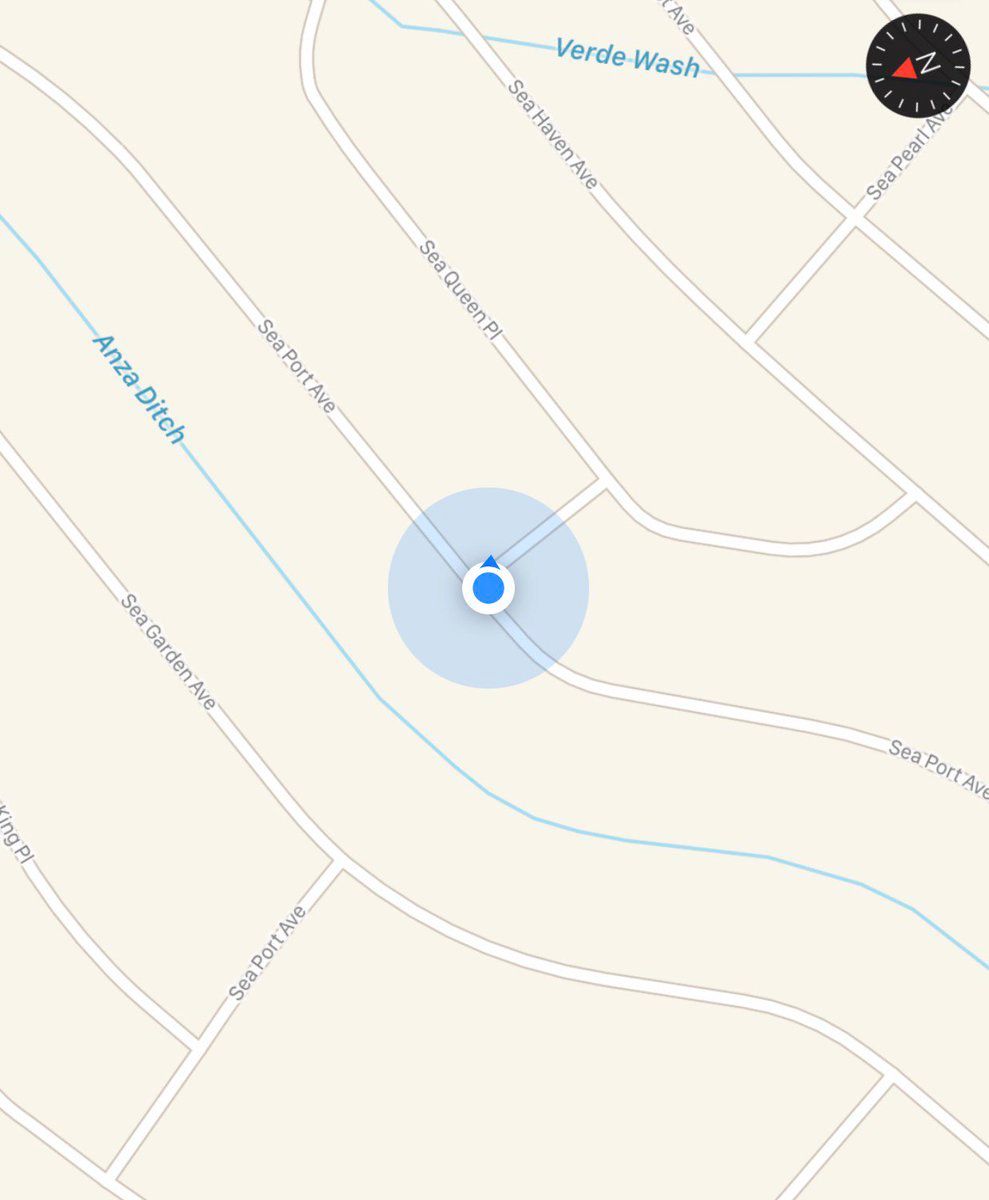 Verde Wash
N
Sea Haven Ave
Sea Pearl Ave
Sea Queen Pl
Sea Port Ave
Anza Ditch
Sea Garden Ave
Sea Port Ave
King Pl
Sea Port Ave